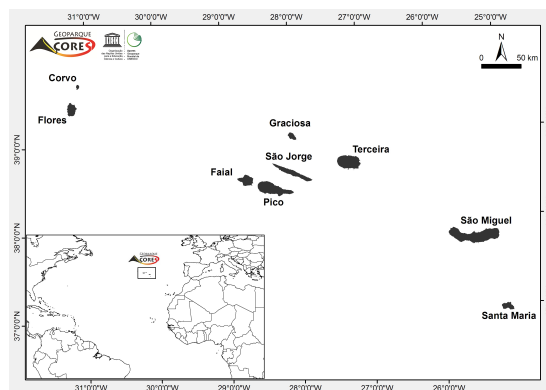 31°0'0"W 30°0'0"W 29°0'0"W 28°0'0"W 27°0'0"W 26°0'0"W 25°0'0"W
GEOPARQUE
AÇORES
N
0 50 km
Corvo
Flores
Graciosa
São Jorge
Terceira
Faial
Pico
São Miguel
Santa Maria
39°0'0"N
38°0'0"N
37°0'0"N
GEOPARQUE
AÇORES
31°0'0"W 30°0'0"W 29°0'0"W 28°0'0"W 27°0'0"W 26°0'0"W